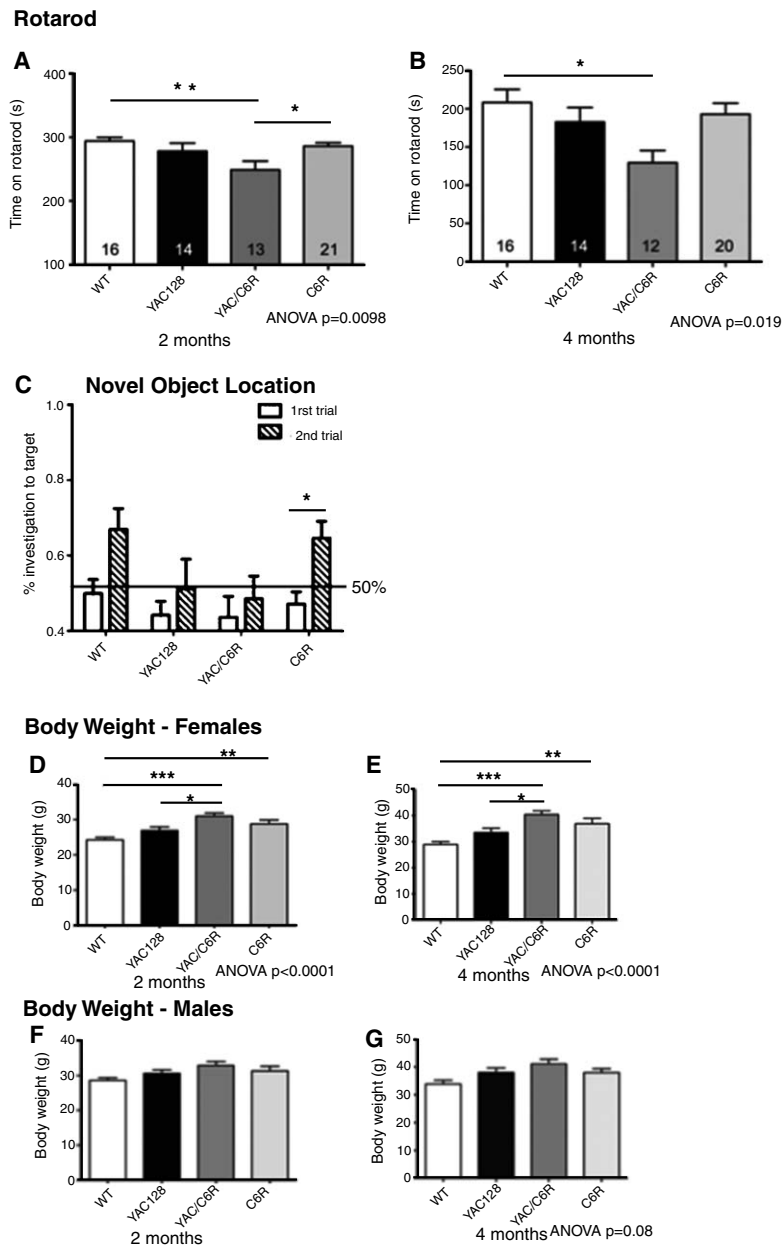 Rotarod
A
400
300
200
100
Time on rotarod (s)
* *
*
16
14
13
21
WT
YAC128
YAC/C6R
C6R
ANOVA p=0.0098
2 months
B
250
200
150
100
50
0
Time on rotarod (s)
*
16
14
12
20
WT
YAC128
YAC/C6R
C6R
ANOVA p=0.019
4 months
C Novel Object Location
1.0
0.8
0.6
0.4
% investigation to target
1rst trial
2nd trial
*
50%
WT
YAC128
YAC/C6R
C6R
Body Weight - Females
D
40
30
20
10
0
Body weight (g)
**
***
*
WT
YAC128
YAC/C6R
C6R
2 months
ANOVA p<0.0001
E
50
40
30
20
10
0
Body weight (g)
**
***
*
WT
YAC128
YAC/C6R
C6R
4 months
ANOVA p<0.0001
Body Weight - Males
F
40
30
20
10
0
Body weight (g)
WT
YAC128
YAC/C6R
C6R
2 months
G
50
40
30
20
10
0
Body weight (g)
WT
YAC128
YAC/C6R
C6R
4 months
ANOVA p=0.08